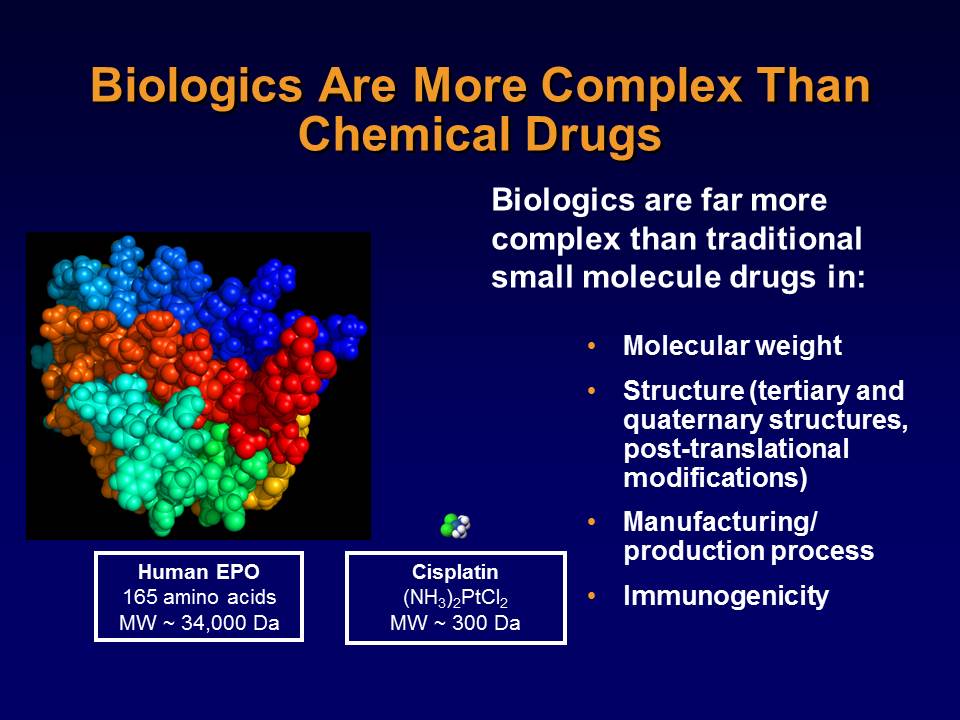 Biologics Are More Complex Than
Chemical Drugs
Biologics are far more
complex than traditional
small molecule drugs in:
• Molecular weight
• Structure (tertiary and
quaternary structures,
post-translational
modifications)
• Manufacturing/
production process
• Immunogenicity
Human EPO
165 amino acids
MW ~ 34,000 Da
Cisplatin
(NH₃)₂PtCl₂
MW ~ 300 Da